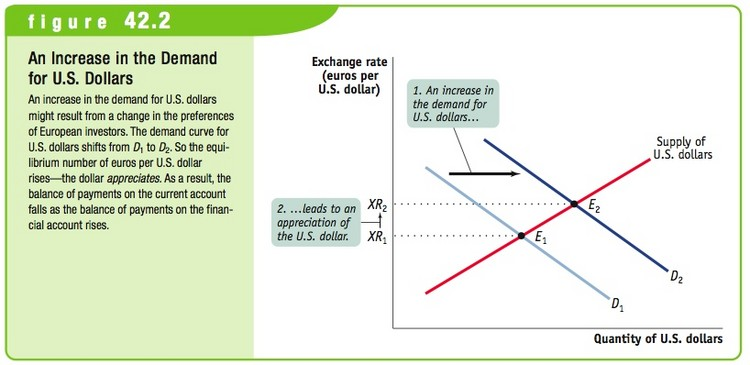 figure 42.2
An Increase in the Demand
for U.S. Dollars
An increase in the demand for U.S. dollars
might result from a change in the preferences
of European investors. The demand curve for
U.S. dollars shifts from D₁ to D₂. So the equi-
librium number of euros per U.S. dollar
rises—the dollar appreciates. As a result, the
balance of payments on the current account
falls as the balance of payments on the finan-
cial account rises.
Exchange rate
(euros per
U.S. dollar)
1. An increase in
the demand for
U.S. dollars...
Supply of
U.S. dollars
2. ...leads to an
appreciation of
the U.S. dollar.
XR₂
XR₁
E₂
E₁
D₂
D₁
Quantity of U.S. dollars